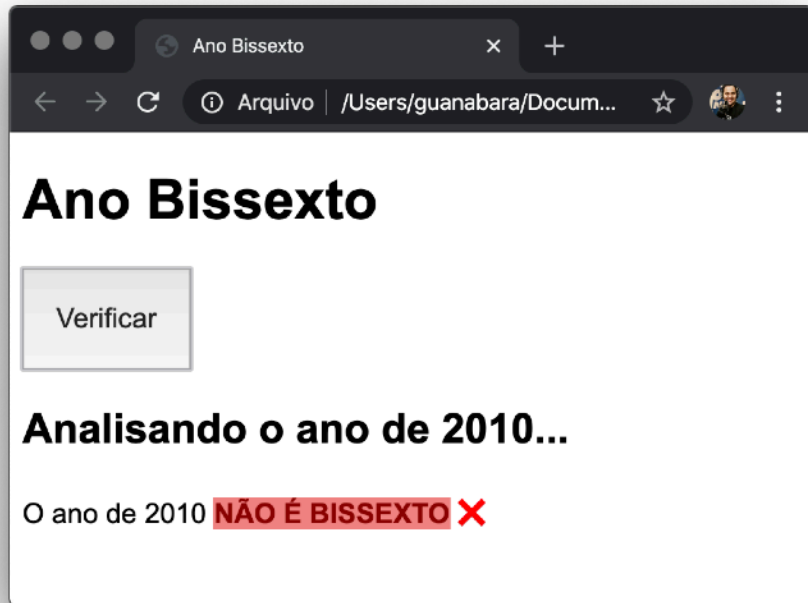 Ano Bissexto
Arquivo /Users/guanabara/Docum...
Ano Bissexto
Verificar
Analisando o ano de 2010...
O ano de 2010 NÃO É BISSEXTO ❌